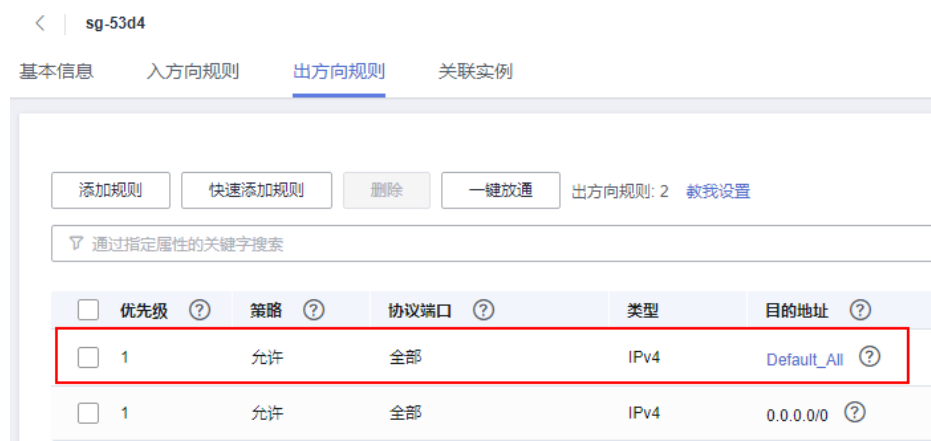 sg-53d4
基本信息 入方向规则 出方向规则 关联实例
添加规则 快速添加规则 删除 一键放通 出方向规则: 2 教我设置
通过指定属性的关键字搜索
优先级 ? 策略 ? 协议端口 ? 类型 目的地址 ?
1 允许 全部 IPv4 Default_All ?
1 允许 全部 IPv4 0.0.0.0/0 ?